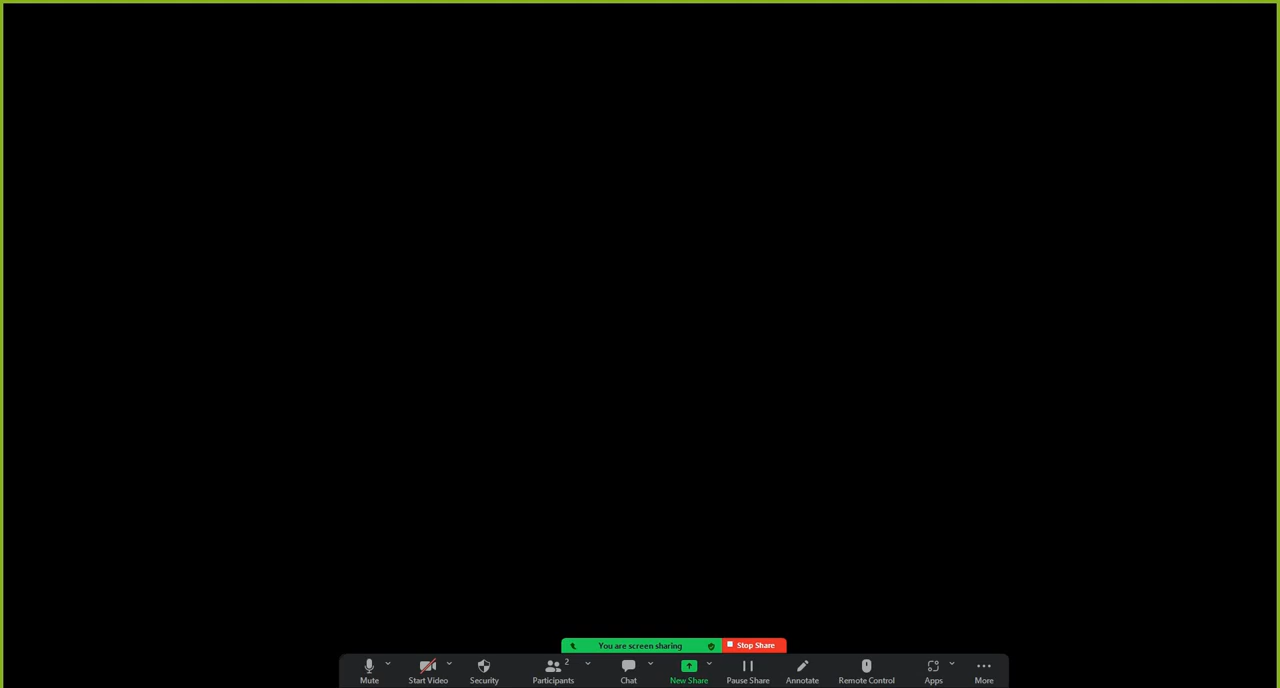 You are screen sharing Stop Share
2
Mute Start Video Security Participants Chat New Share Pause Share Annotate Remote Control Apps More